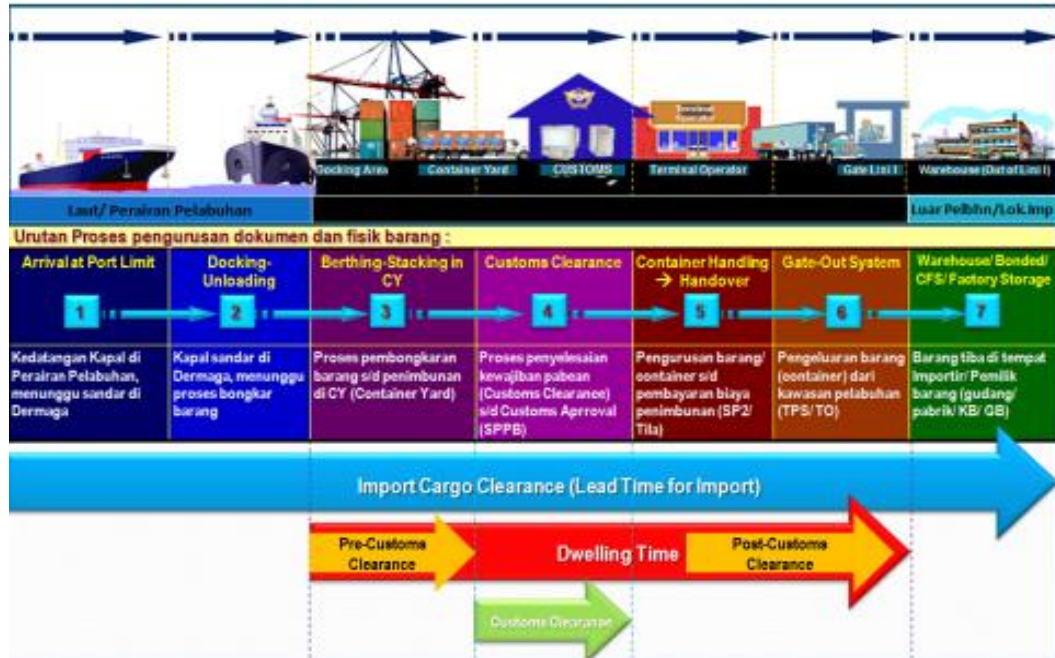 Terminal
Operator
Docking Area
Container Yard
CUSTOMS
Terminal Operator
Gate Lini I
Warehouse (Out of Lini I)
Laut/ Perairan Pelabuhan
Luar Pelbhn/Lok.Imp
Urutan Proses pengurusan dokumen dan fisik barang :
Arrival at Port Limit
1
Kedatangan Kapal di
Perairan Pelabuhan,
menunggu sandar di
Dermaga
Docking-
Unloading
2
Kapal sandar di
Dermaga, menunggu
proses bongkar
barang
Berthing-Stacking in
CY
3
Proses pembongkaran
barang s/d penimbunan
di CY (Container Yard)
Customs Clearance
4
Proses penyelesaian
kewajiban pabean
(Customs Clearance)
s/d Customs Aprroval
(SPPB)
Container Handling
→ Handover
5
Pengurusan barang/
container s/d
pembayaran biaya
penimbunan (SP2/
Tila)
Gate-Out System
6
Pengeluaran barang
(container) dari
kawasan pelabuhan
(TPS/ TO)
Warehouse/ Bonded/
CFS/ Factory Storage
7
Barang tiba di tempat
Importir/ Pemilik
barang (gudang/
pabrik/ KB/ GB)
Import Cargo Clearance (Lead Time for Import)
Pre-Customs
Clearance
Dwelling Time
Post-Customs
Clearance
Customs Clearance